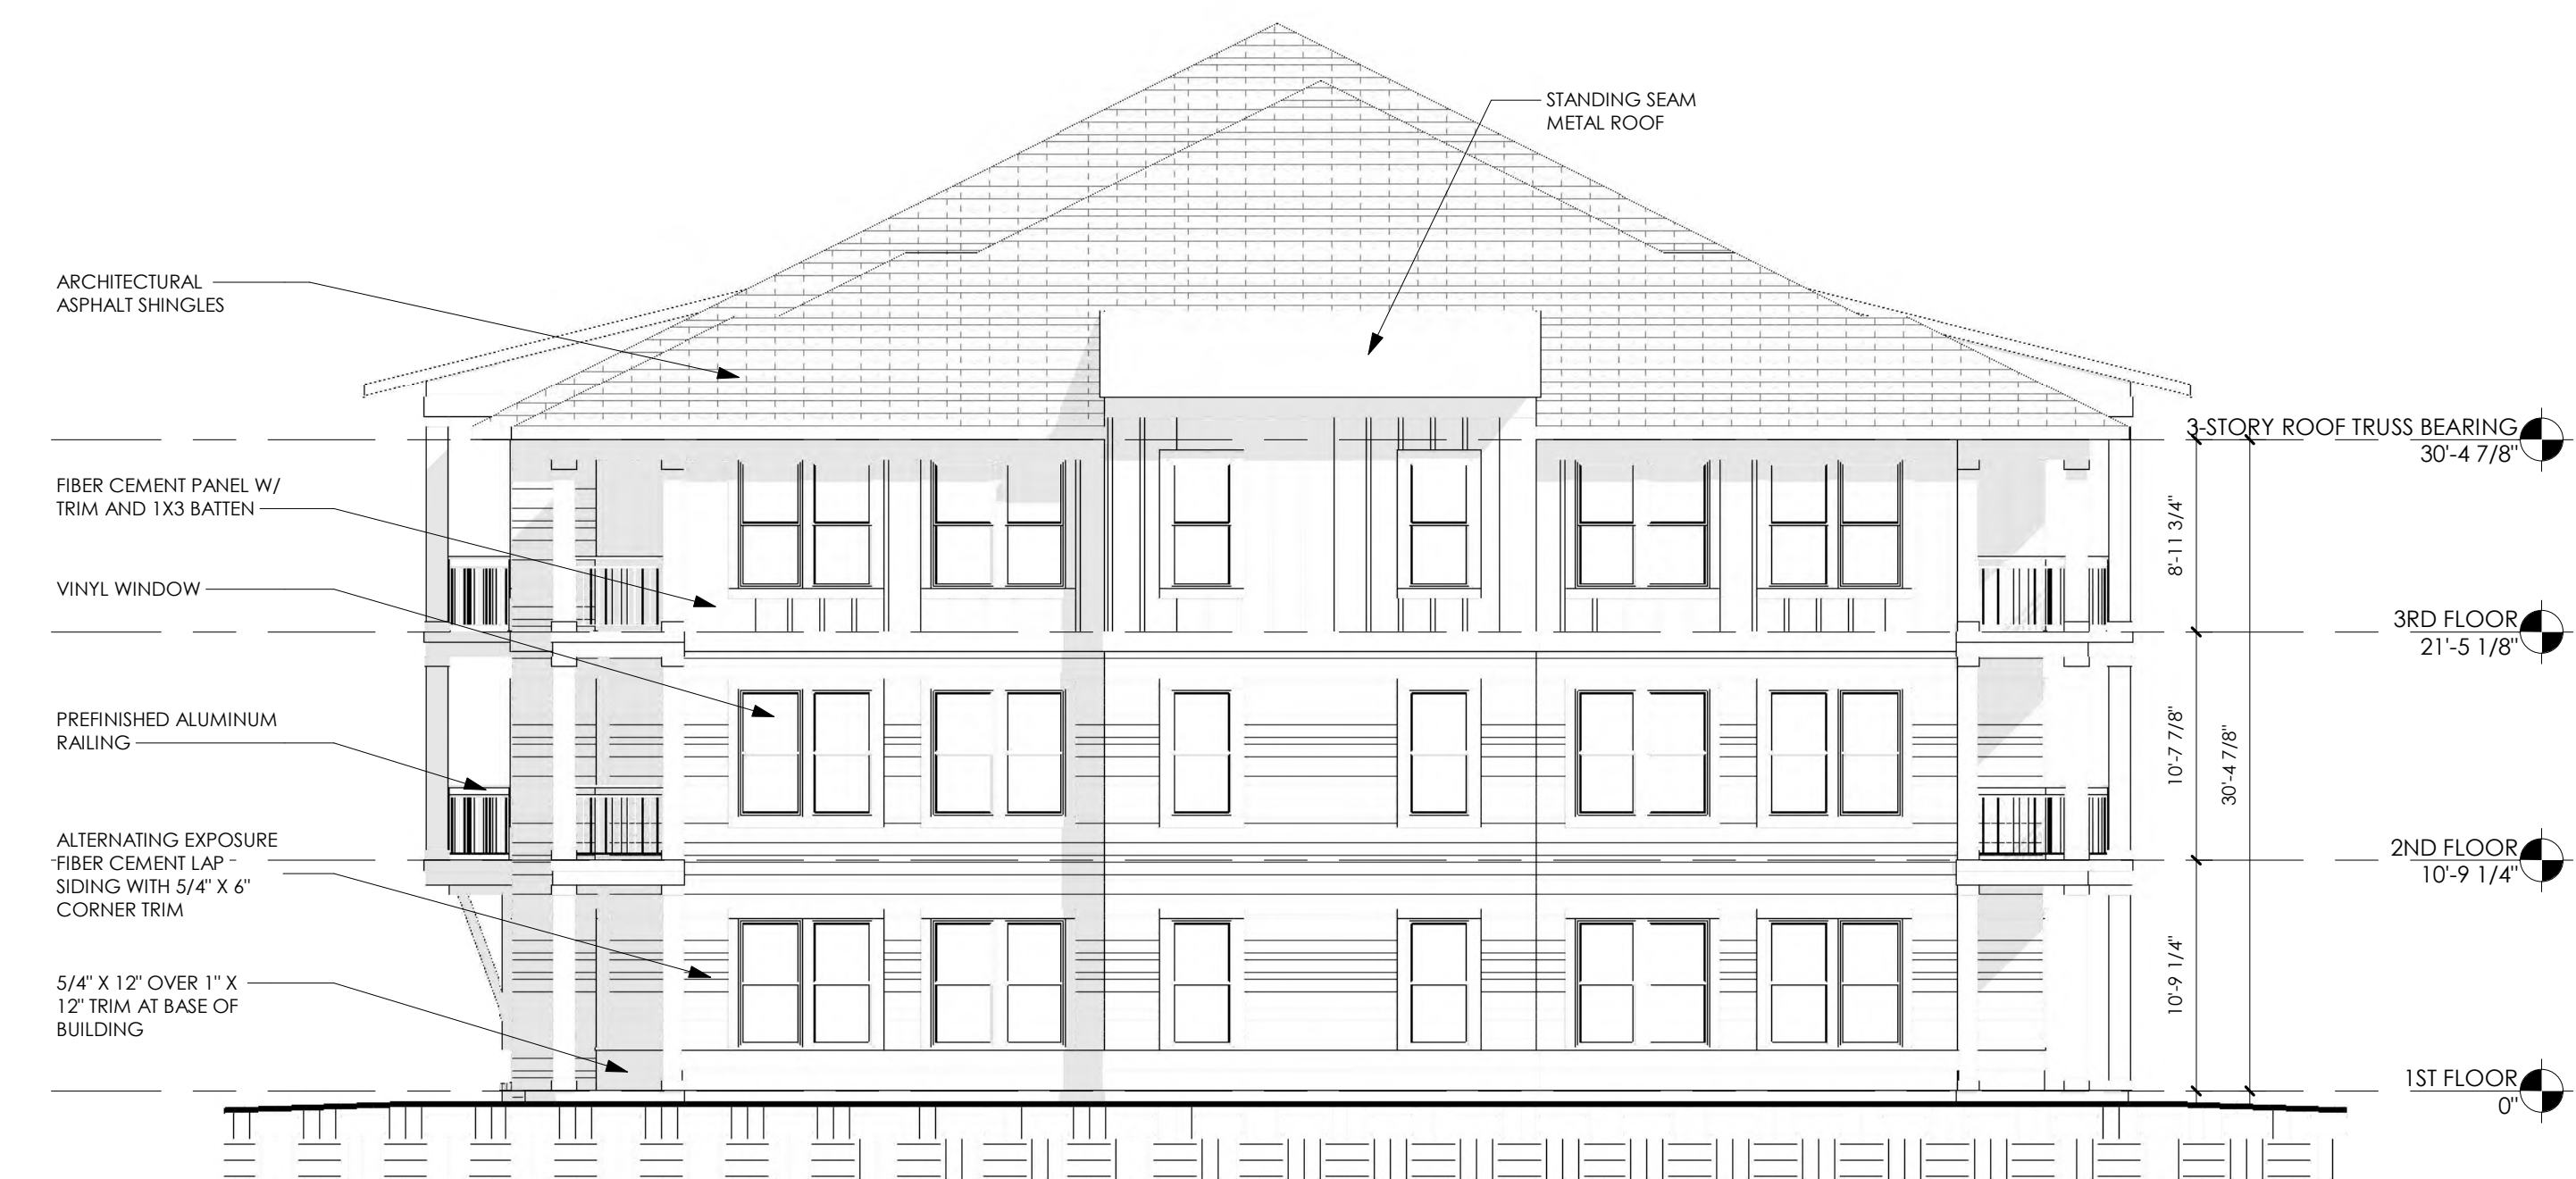 STANDING SEAM
METAL ROOF
ARCHITECTURAL
ASPHALT SHINGLES
FIBER CEMENT PANEL W/
TRIM AND 1X3 BATTEN
VINYL WINDOW
PREFINISHED ALUMINUM
RAILING
ALTERNATING EXPOSURE
FIBER CEMENT LAP
SIDING WITH 5/4" X 6"
CORNER TRIM
5/4" X 12" OVER 1" X
12" TRIM AT BASE OF
BUILDING
3-STORY ROOF TRUSS BEARING
30'-4 7/8"
8'-11 3/4"
3RD FLOOR
21'-5 1/8"
10'-7 7/8"
30'-4 7/8"
2ND FLOOR
10'-9 1/4"
10'-9 1/4"
1ST FLOOR
0"